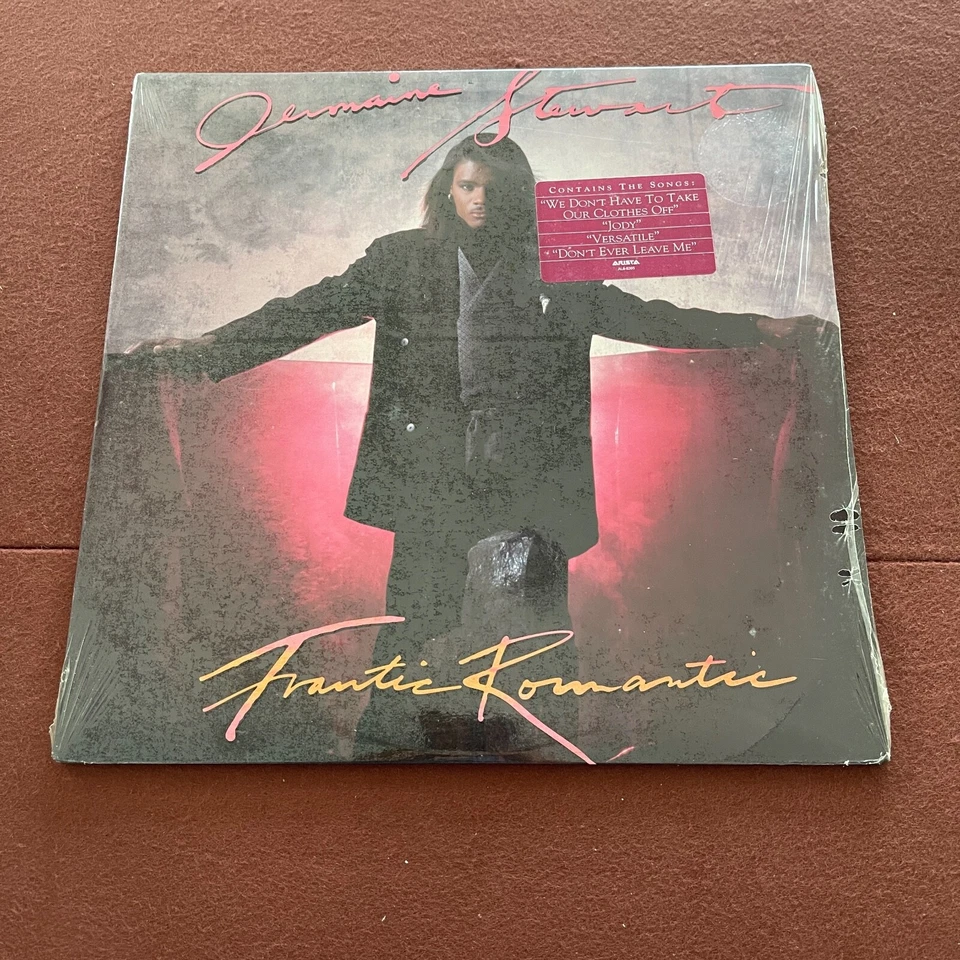 Jermaine Stewart
CONTAINS THE SONGS:
"WE DON'T HAVE TO TAKE
OUR CLOTHES OFF"
"JODY"
"VERSATILE"
"DON'T EVER LEAVE ME"
ARISTA
Frantic Romantic